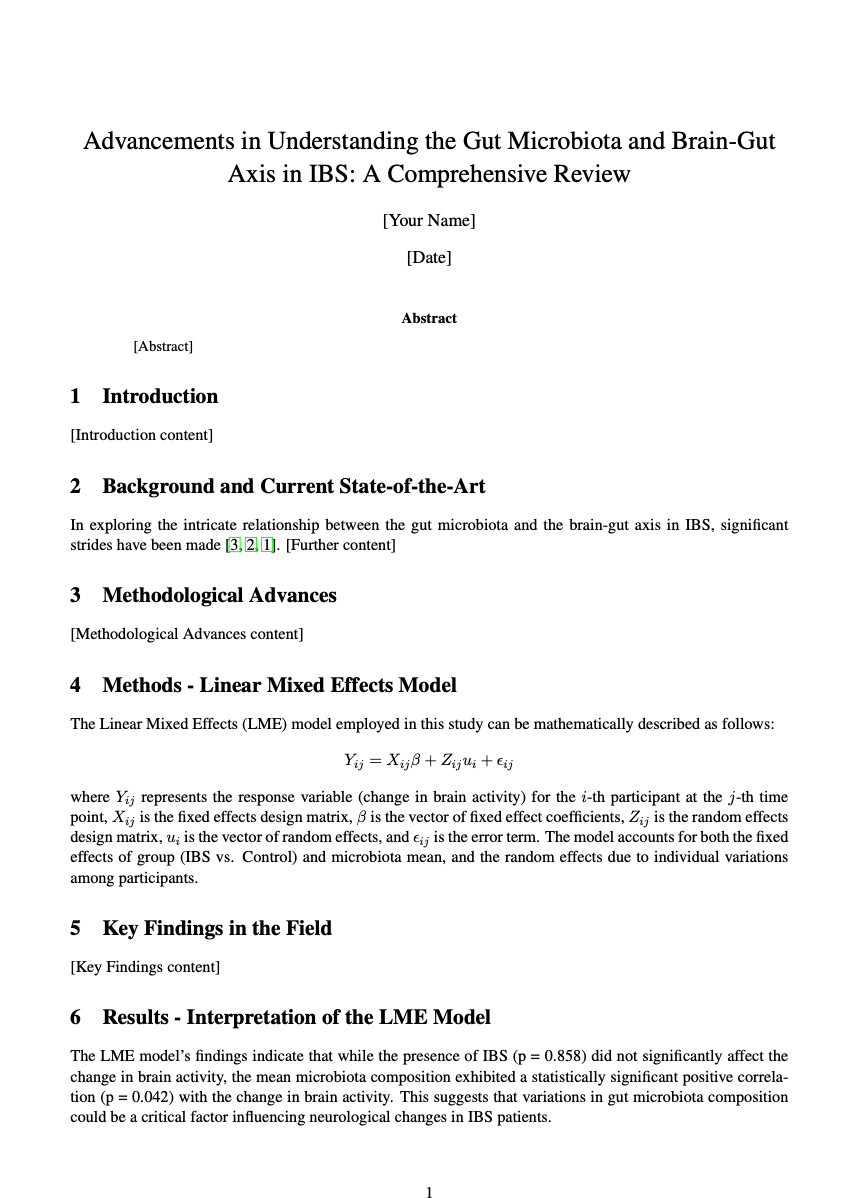 Advancements in Understanding the Gut Microbiota and Brain-Gut
Axis in IBS: A Comprehensive Review
[Your Name]
[Date]
Abstract
[Abstract]
1 Introduction
[Introduction content]
2 Background and Current State-of-the-Art
In exploring the intricate relationship between the gut microbiota and the brain-gut axis in IBS, significant
strides have been made [3, 2, 1]. [Further content]
3 Methodological Advances
[Methodological Advances content]
4 Methods - Linear Mixed Effects Model
The Linear Mixed Effects (LME) model employed in this study can be mathematically described as follows:
Y_{ij} = X_{ij}β + Z_{ij}u_i + ϵ_{ij}
where Y_{ij} represents the response variable (change in brain activity) for the i-th participant at the j-th time
point, X_{ij} is the fixed effects design matrix, β is the vector of fixed effect coefficients, Z_{ij} is the random effects
design matrix, u_i is the vector of random effects, and ϵ_{ij} is the error term. The model accounts for both the fixed
effects of group (IBS vs. Control) and microbiota mean, and the random effects due to individual variations
among participants.
5 Key Findings in the Field
[Key Findings content]
6 Results - Interpretation of the LME Model
The LME model's findings indicate that while the presence of IBS (p = 0.858) did not significantly affect the
change in brain activity, the mean microbiota composition exhibited a statistically significant positive correla-
tion (p = 0.042) with the change in brain activity. This suggests that variations in gut microbiota composition
could be a critical factor influencing neurological changes in IBS patients.
1